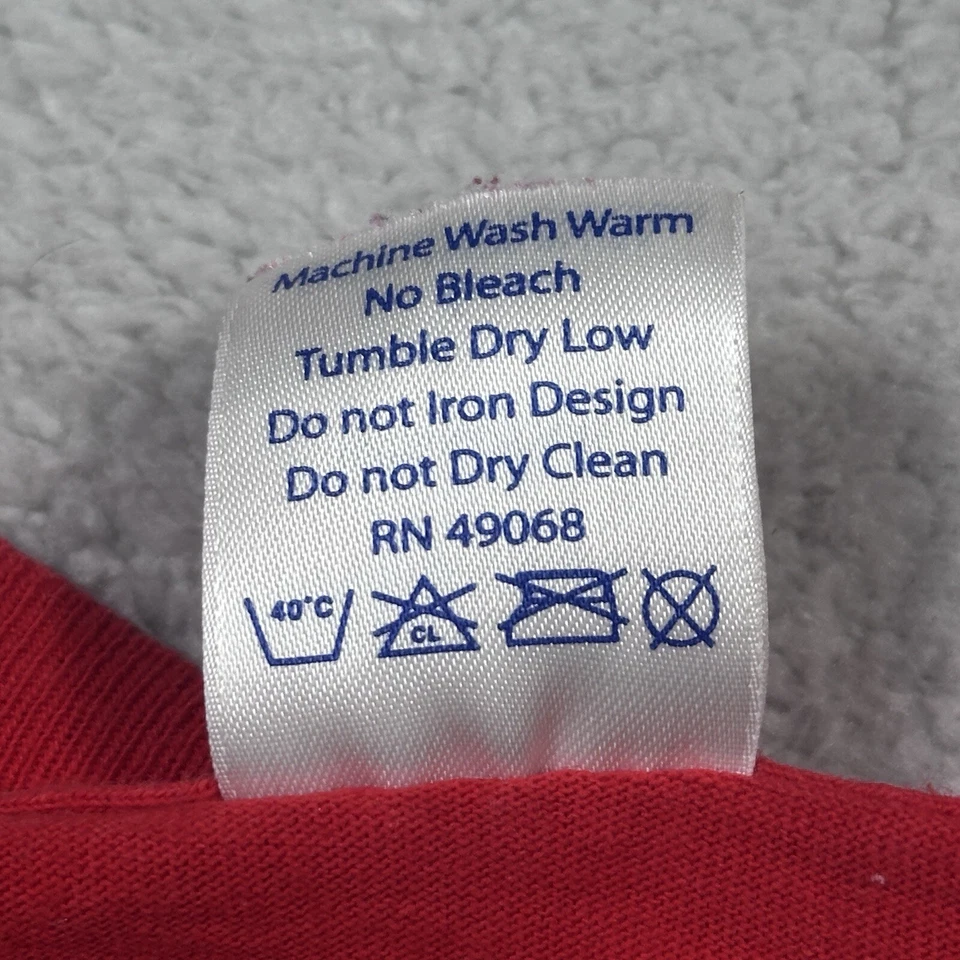 Machine Wash Warm
No Bleach
Tumble Dry Low
Do not Iron Design
Do not Dry Clean
RN 49068
40°C CL